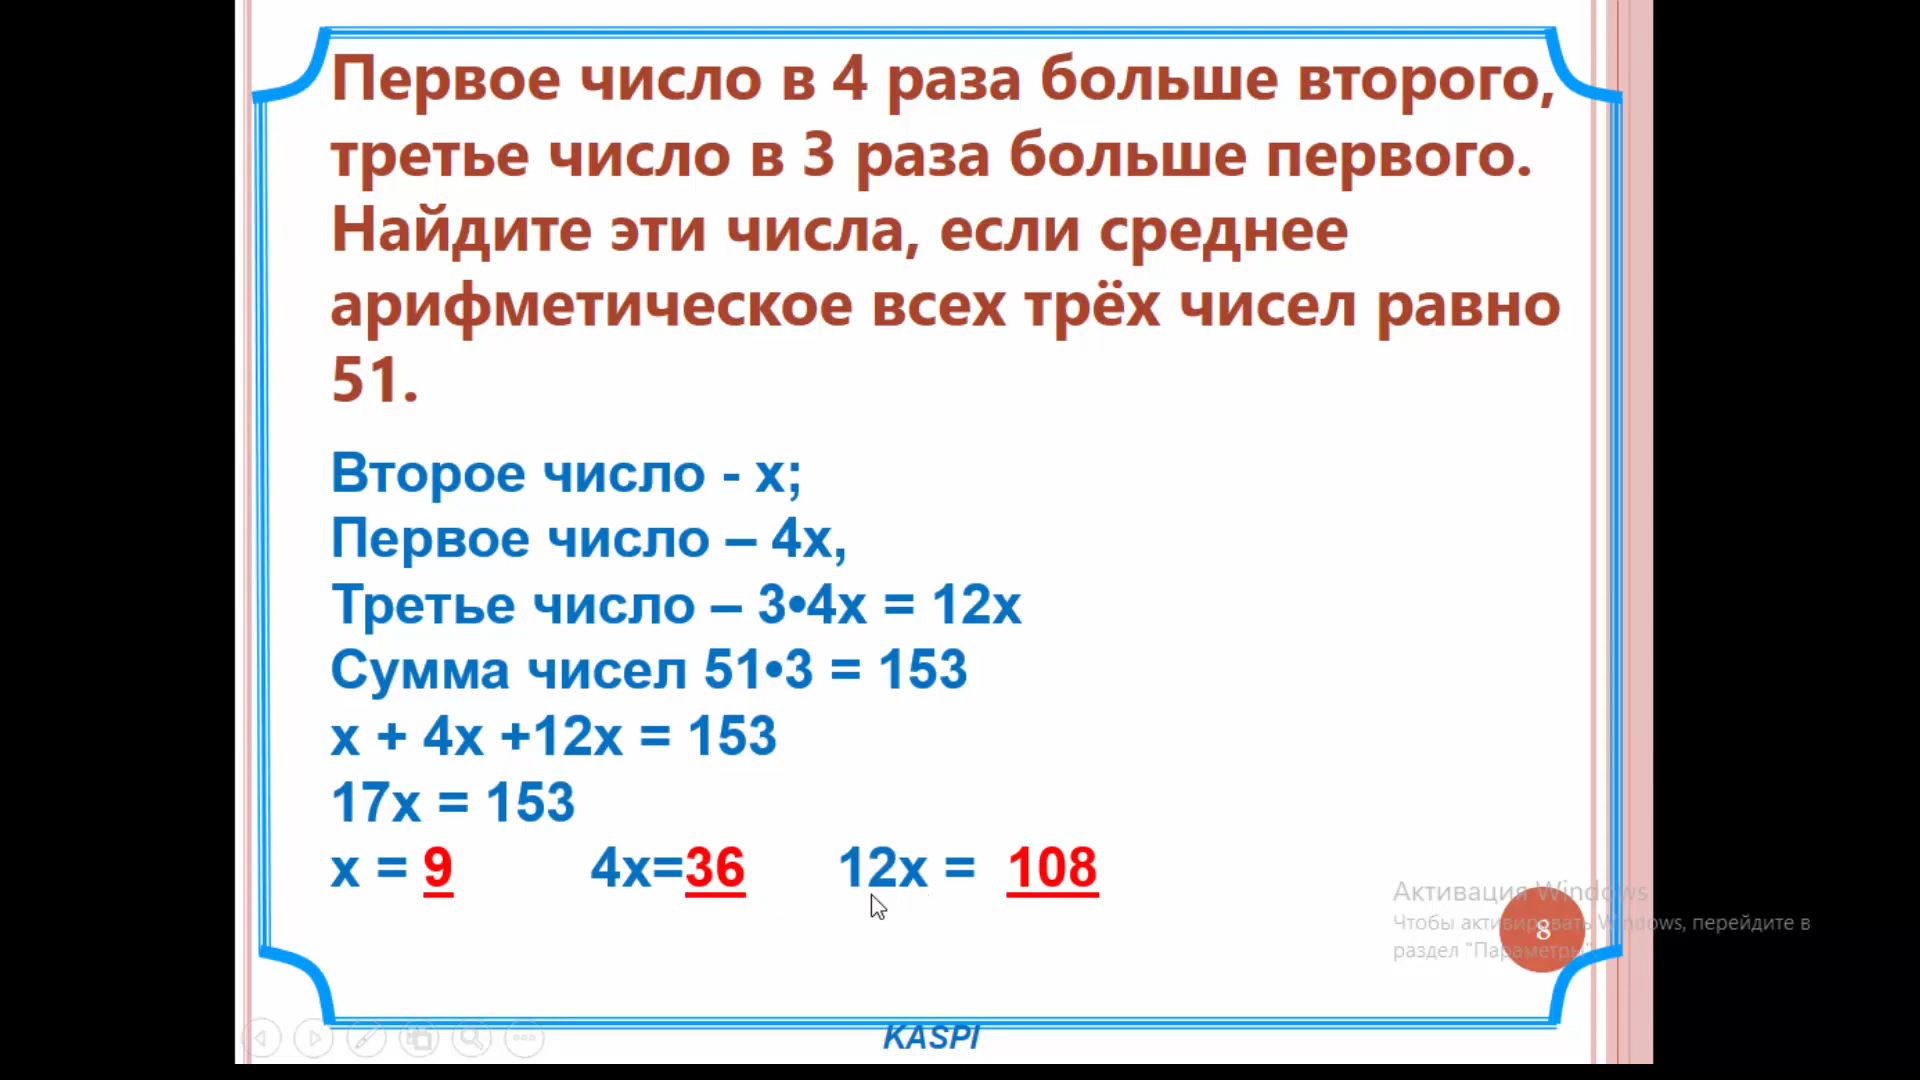 Первое число в 4 раза больше второго,
третье число в 3 раза больше первого.
Найдите эти числа, если среднее
арифметическое всех трёх чисел равно
51.
Второе число - х;
Первое число – 4х,
Третье число – 3•4х = 12х
Сумма чисел 51•3 = 153
х + 4х +12х = 153
17х = 153
х = 9 4х=36 12х = 108
Активация Windows
Чтобы активировать Windows, перейдите в
раздел "Параметры".
8
KASPI